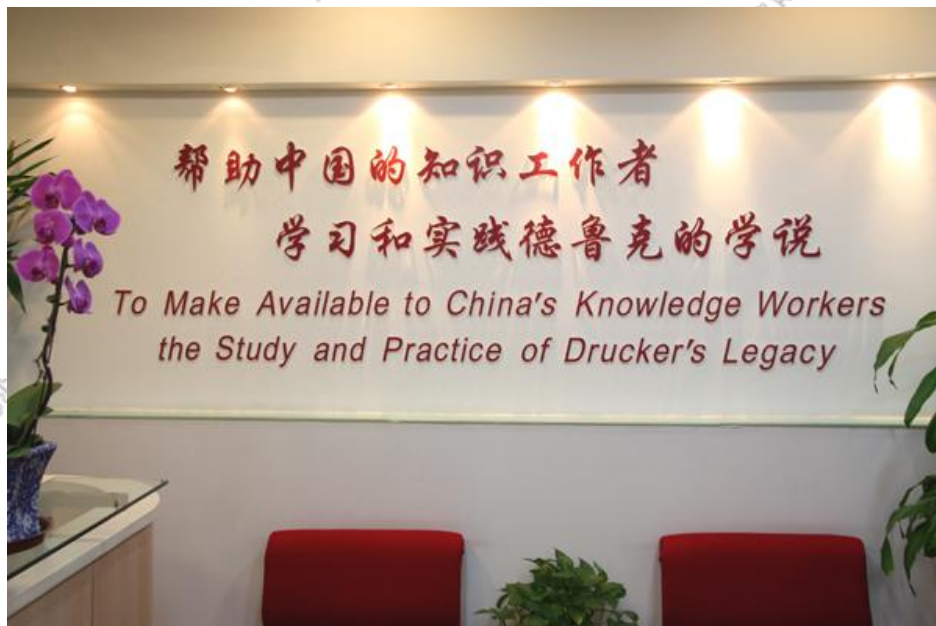 帮助中国的知识工作者
学习和实践德鲁克的学说
To Make Available to China's Knowledge Workers
the Study and Practice of Drucker's Legacy